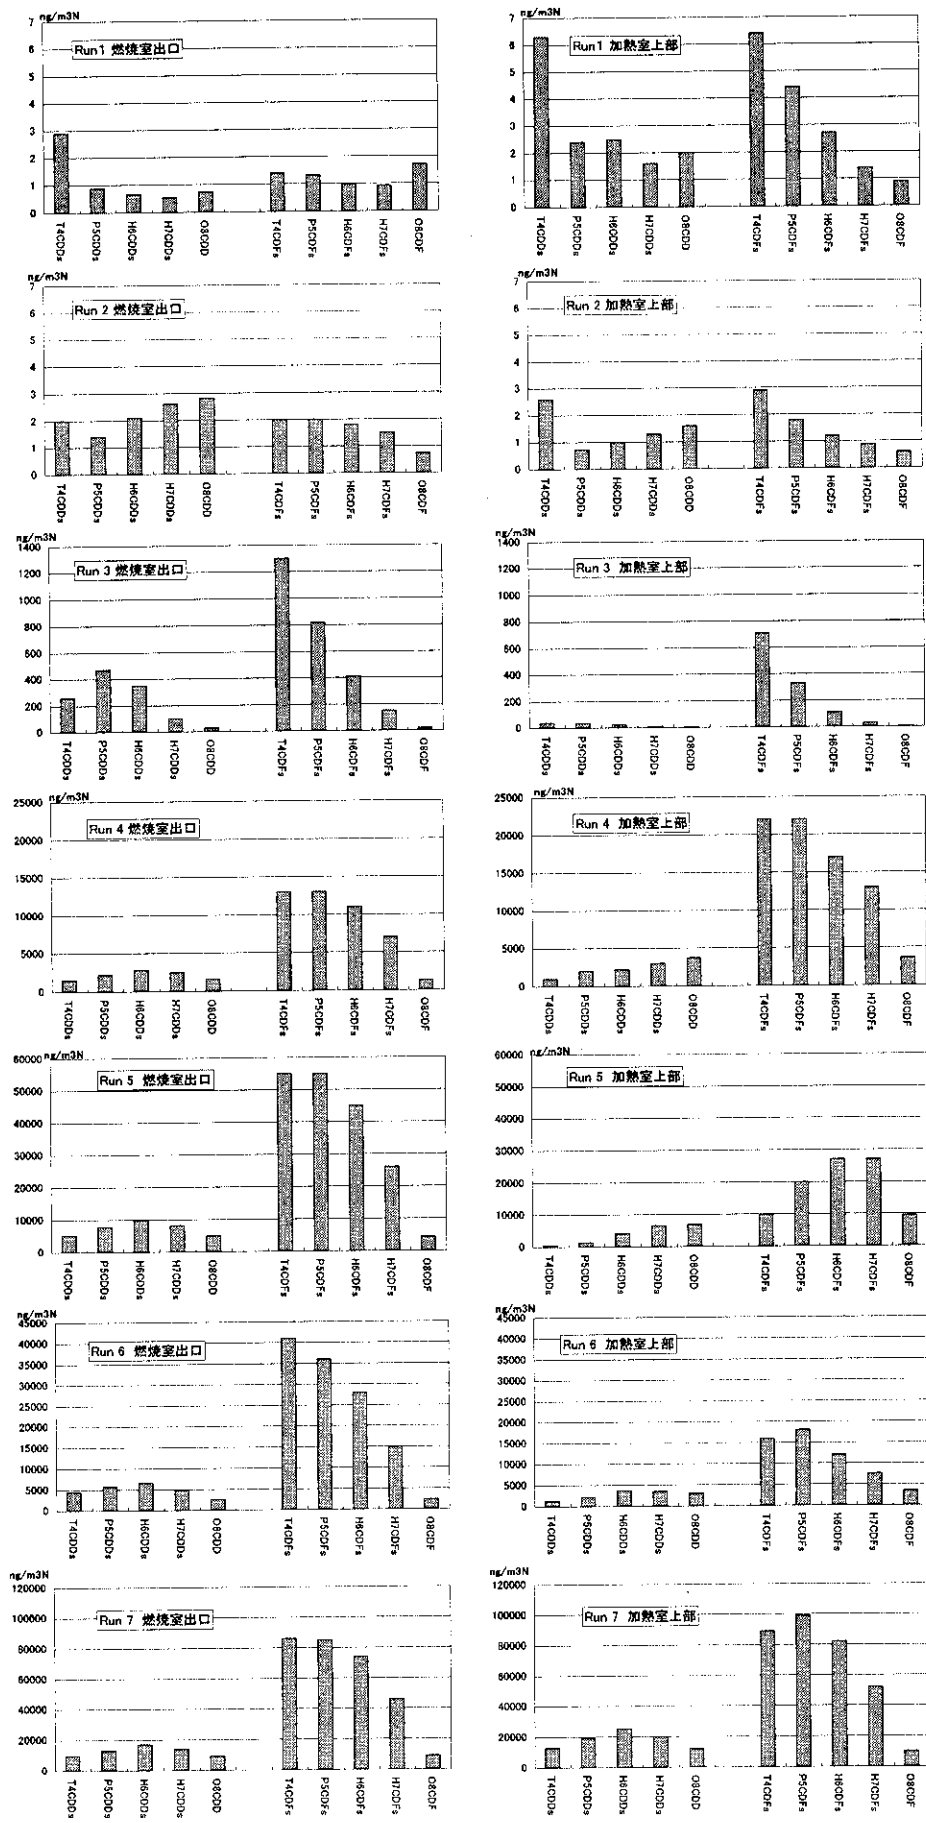 ng/m3N
7
6
5
4
3
2
1
0
Run1 燃焼室出口
T4CDDs
P5CDDs
H6CDDs
H7CDDs
O8CDD
T4CDFs
P5CDFs
H6CDFs
H7CDFs
O8CDF
ng/m3N
7
6
5
4
3
2
1
0
Run1 加熱室上部
T4CDDs
P5CDDs
H6CDDs
H7CDDs
O8CDD
T4CDFs
P5CDFs
H6CDFs
H7CDFs
O8CDF
ng/m3N
7
6
5
4
3
2
1
0
Run 2 燃焼室出口
T4CDDs
P5CDDs
H6CDDs
H7CDDs
O8CDD
T4CDFs
P5CDFs
H6CDFs
H7CDFs
O8CDF
ng/m3N
7
6
5
4
3
2
1
0
Run 2 加熱室上部
T4CDDs
P5CDDs
H6CDDs
H7CDDs
O8CDD
T4CDFs
P5CDFs
H6CDFs
H7CDFs
O8CDF
ng/m3N
1400
1200
1000
800
600
400
200
0
Run 3 燃焼室出口
T4CDDs
P5CDDs
H6CDDs
H7CDDs
O8CDD
T4CDFs
P5CDFs
H6CDFs
H7CDFs
O8CDF
ng/m3N
1400
1200
1000
800
600
400
200
0
Run 3 加熱室上部
T4CDDs
P5CDDs
H6CDDs
H7CDDs
O8CDD
T4CDFs
P5CDFs
H6CDFs
H7CDFs
O8CDF
ng/m3N
25000
20000
15000
10000
5000
0
Run 4 燃焼室出口
T4CDDs
P5CDDs
H6CDDs
H7CDDs
O8CDD
T4CDFs
P5CDFs
H6CDFs
H7CDFs
O8CDF
ng/m3N
25000
20000
15000
10000
5000
0
Run 4 加熱室上部
T4CDDs
P5CDDs
H6CDDs
H7CDDs
O8CDD
T4CDFs
P5CDFs
H6CDFs
H7CDFs
O8CDF
ng/m3N
60000
50000
40000
30000
20000
10000
0
Run 5 燃焼室出口
T4CDDs
P5CDDs
H6CDDs
H7CDDs
O8CDD
T4CDFs
P5CDFs
H6CDFs
H7CDFs
O8CDF
ng/m3N
60000
50000
40000
30000
20000
10000
0
Run 5 加熱室上部
T4CDDs
P5CDDs
H6CDDs
H7CDDs
O8CDD
T4CDFs
P5CDFs
H6CDFs
H7CDFs
O8CDF
ng/m3N
45000
40000
35000
30000
25000
20000
15000
10000
5000
0
Run 6 燃焼室出口
T4CDDs
P5CDDs
H6CDDs
H7CDDs
O8CDD
T4CDFs
P5CDFs
H6CDFs
H7CDFs
O8CDF
ng/m3N
45000
40000
35000
30000
25000
20000
15000
10000
5000
0
Run 6 加熱室上部
T4CDDs
P5CDDs
H6CDDs
H7CDDs
O8CDD
T4CDFs
P5CDFs
H6CDFs
H7CDFs
O8CDF
ng/m3N
120000
100000
80000
60000
40000
20000
0
Run 7 燃焼室出口
T4CDDs
P5CDDs
H6CDDs
H7CDDs
O8CDD
T4CDFs
P5CDFs
H6CDFs
H7CDFs
O8CDF
ng/m3N
120000
100000
80000
60000
40000
20000
0
Run 7 加熱室上部
T4CDDs
P5CDDs
H6CDDs
H7CDDs
O8CDD
T4CDFs
P5CDFs
H6CDFs
H7CDFs
O8CDF